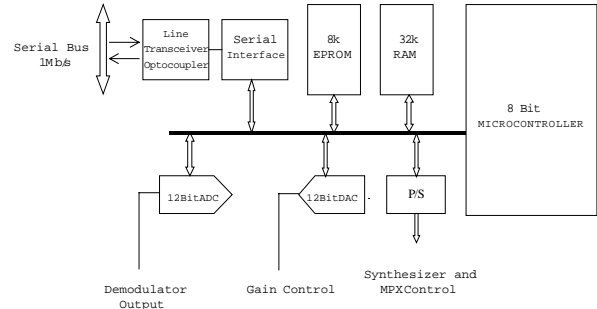 Serial Bus
1Mb/s
Line
Transceiver
Optocoupler
Serial
Interface
8k
EPROM
32k
RAM
8 Bit
MICROCONTROLLER
12BitADC
12BitDAC
P/S
Demodulator
Output
Gain Control
Synthesizer and
MPXControl